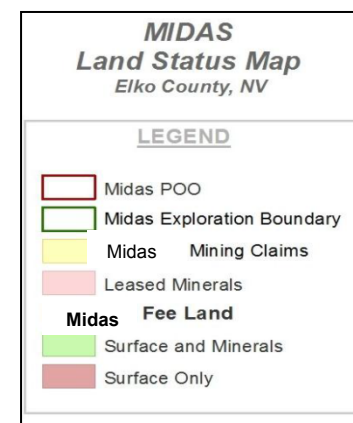 MIDAS
Land Status Map
Elko County, NV
LEGEND
Midas POO
Midas Exploration Boundary
Midas Mining Claims
Leased Minerals
Midas Fee Land
Surface and Minerals
Surface Only